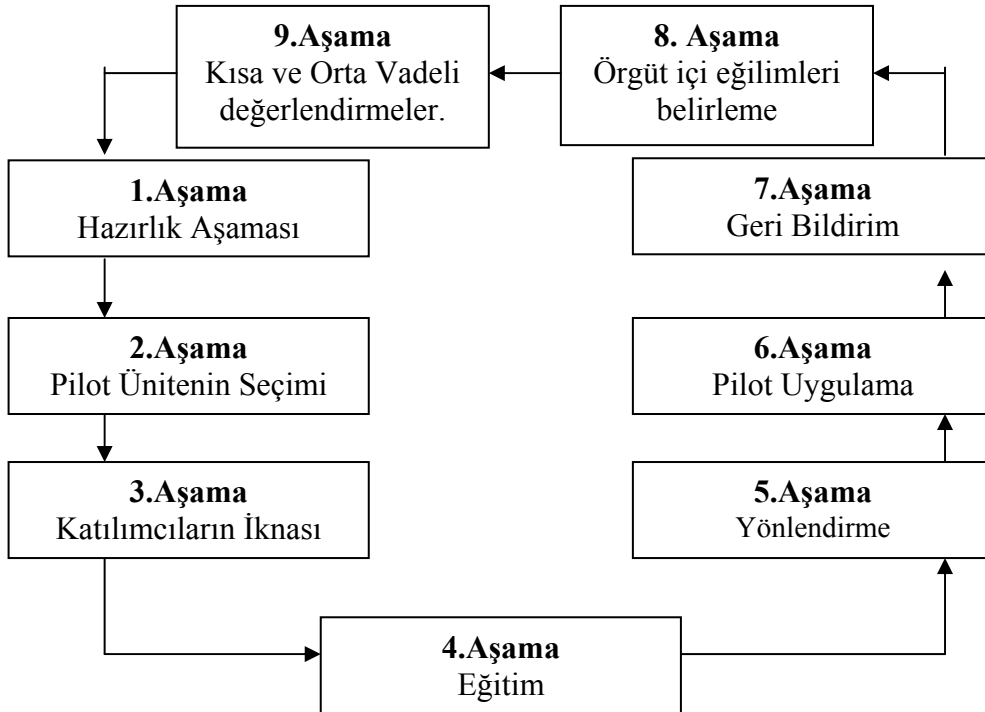 9.Aşama
Kısa ve Orta Vadeli
değerlendirmeler.
8. Aşama
Örgüt içi eğilimleri
belirleme
1.Aşama
Hazırlık Aşaması
7.Aşama
Geri Bildirim
2.Aşama
Pilot Ünitenin Seçimi
6.Aşama
Pilot Uygulama
3.Aşama
Katılımcıların İknası
5.Aşama
Yönlendirme
4.Aşama
Eğitim